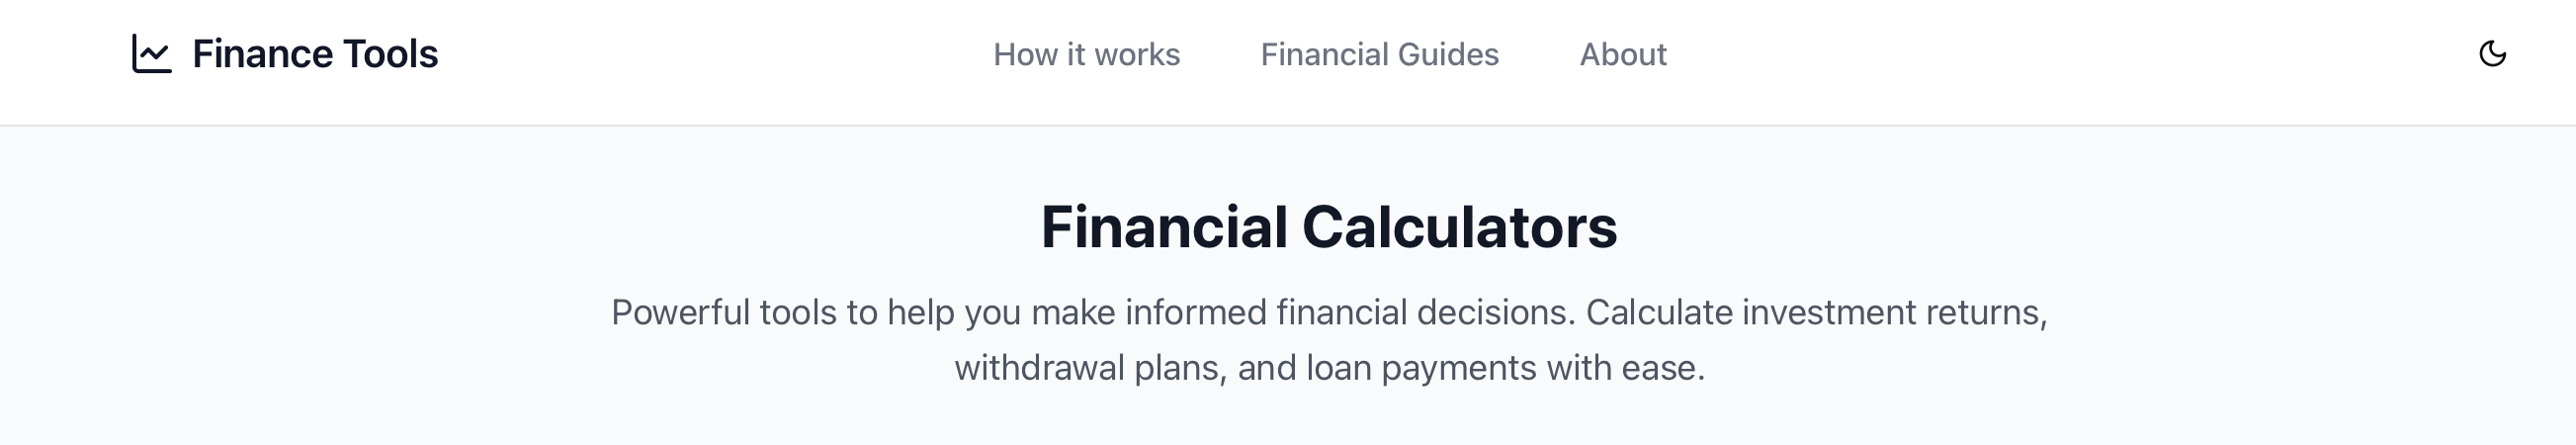 Finance Tools
How it works
Financial Guides
About
Financial Calculators
Powerful tools to help you make informed financial decisions. Calculate investment returns,
withdrawal plans, and loan payments with ease.